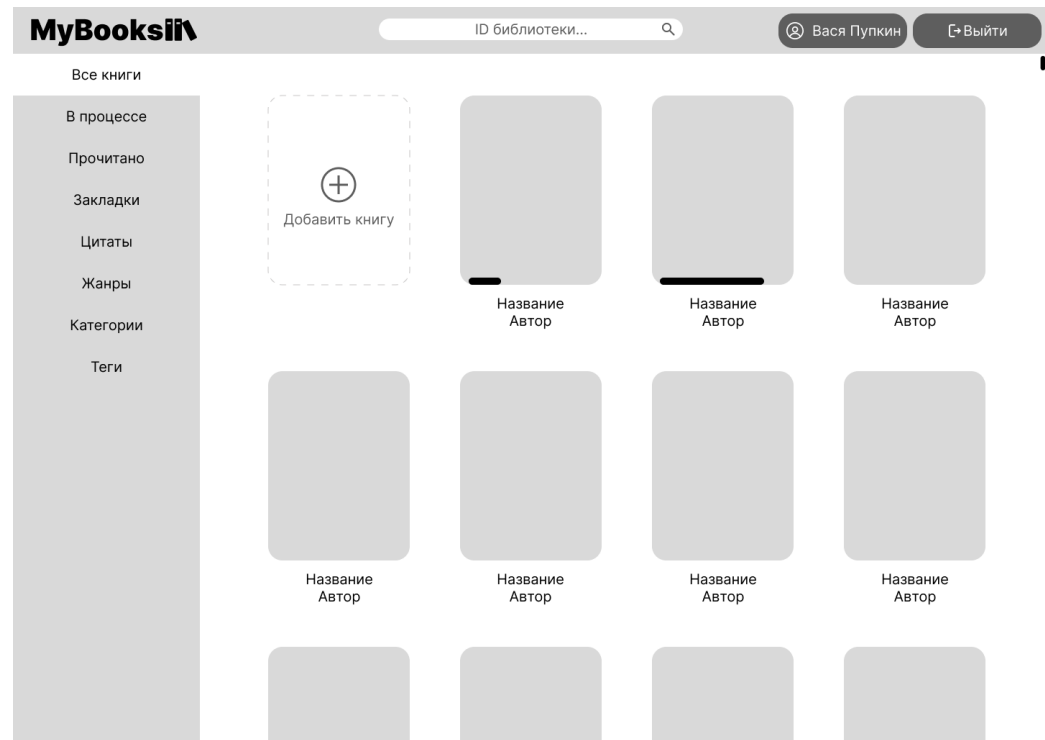 MyBooks
ID библиотеки...
Вася Пупкин
Выйти
Все книги
В процессе
Прочитано
Закладки
Цитаты
Жанры
Категории
Теги
Добавить книгу
Название
Автор
Название
Автор
Название
Автор
Название
Автор
Название
Автор
Название
Автор
Название
Автор